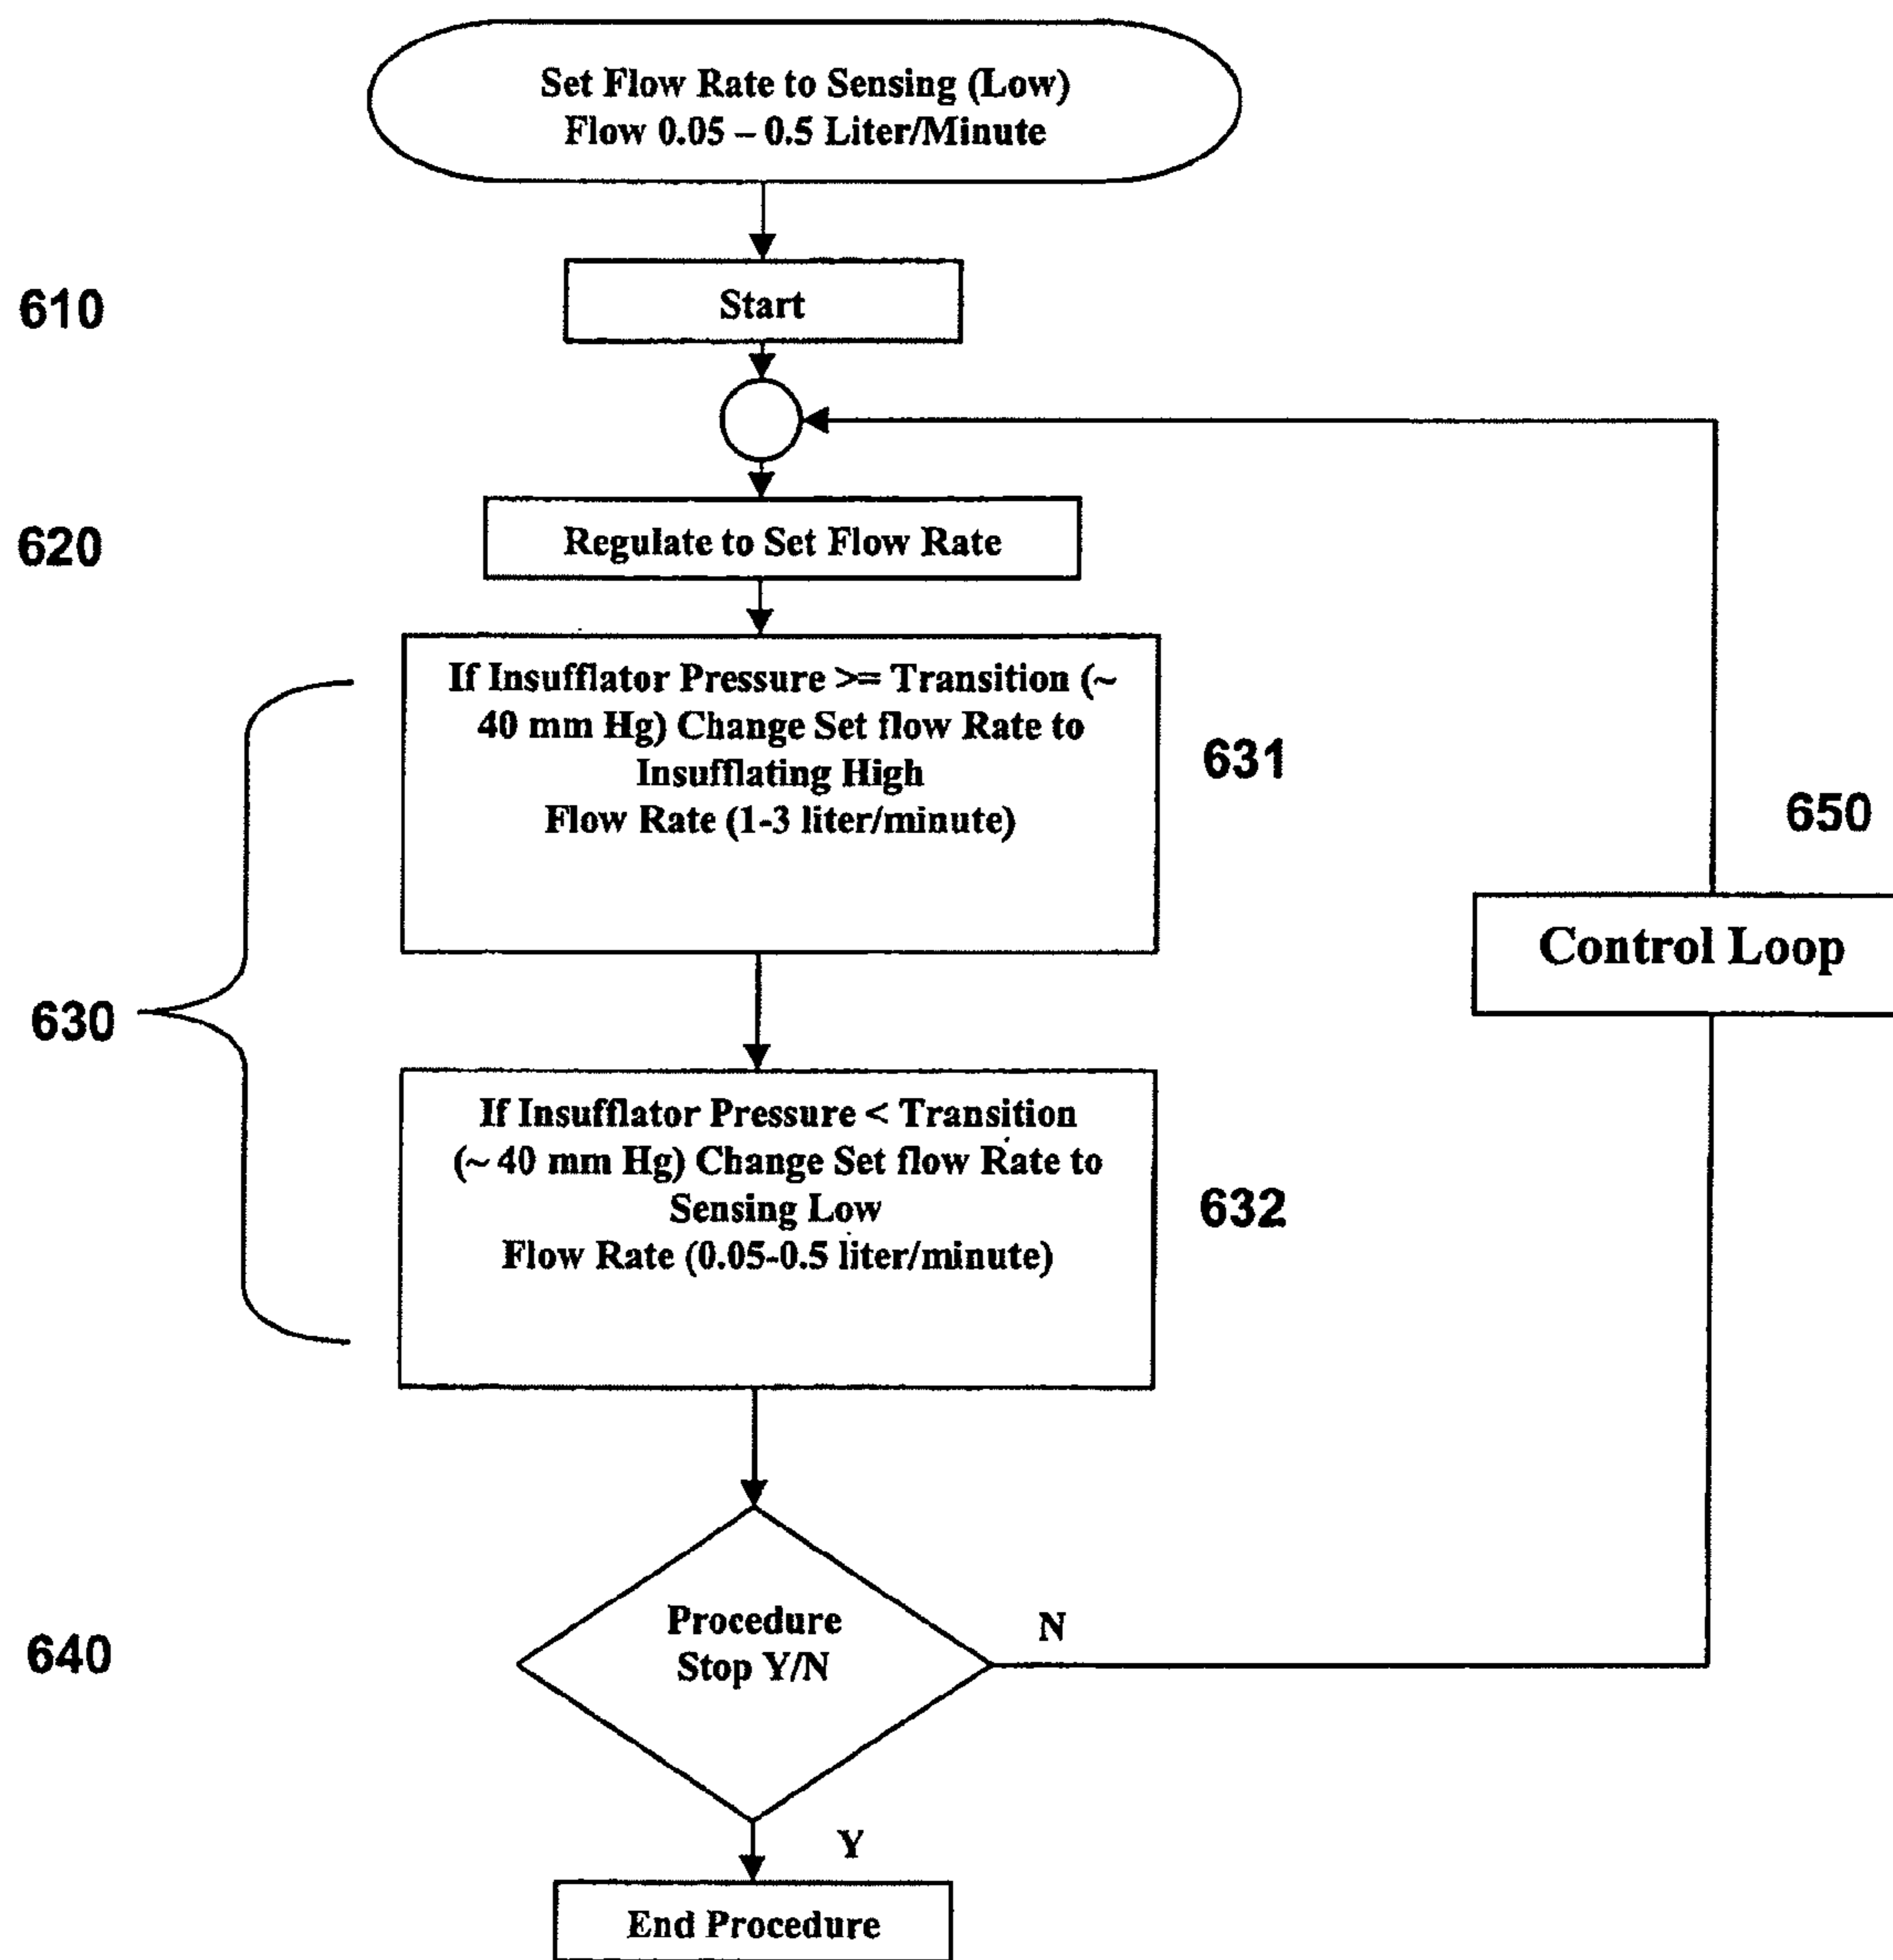 Set Flow Rate to Sensing (Low)
Flow 0.05 – 0.5 Liter/Minute
610
Start
620
Regulate to Set Flow Rate
If Insufflator Pressure >= Transition (~
40 mm Hg) Change Set flow Rate to
Insufflating High
Flow Rate (1-3 liter/minute)
631
650
Control Loop
630
If Insufflator Pressure < Transition
(~ 40 mm Hg) Change Set flow Rate to
Sensing Low
Flow Rate (0.05-0.5 liter/minute)
632
640
Procedure
Stop Y/N
N
Y
End Procedure